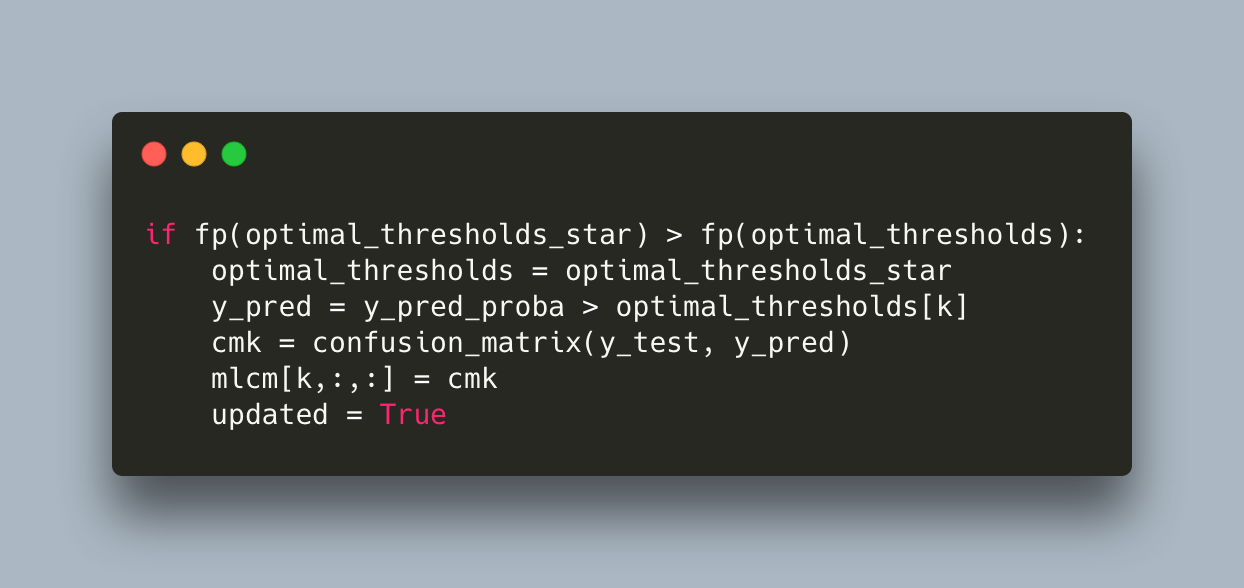 if fp(optimal_thresholds_star) > fp(optimal_thresholds):
    optimal_thresholds = optimal_thresholds_star
    y_pred = y_pred_proba > optimal_thresholds[k]
    cmk = confusion_matrix(y_test, y_pred)
    mlcm[k,:,:] = cmk
    updated = True